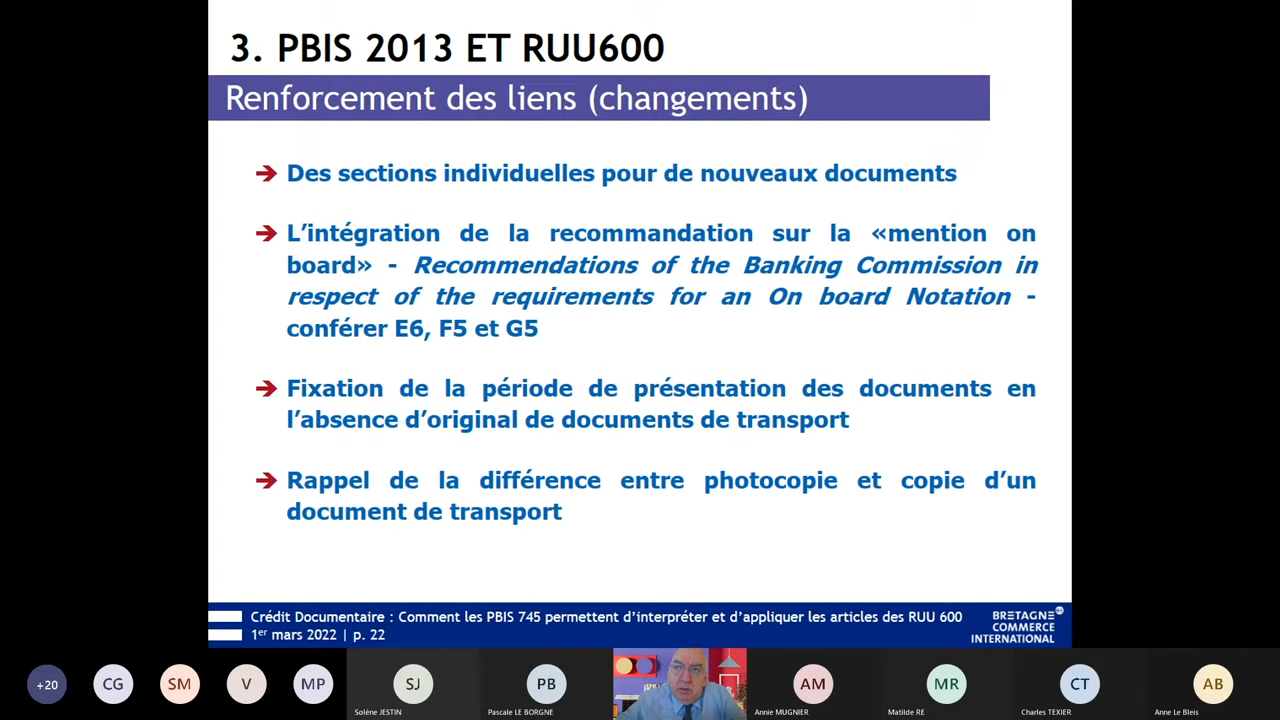 3. PBIS 2013 ET RUU600
Renforcement des liens (changements)
Des sections individuelles pour de nouveaux documents
L’intégration de la recommandation sur la «mention on
board» - Recommendations of the Banking Commission in
respect of the requirements for an On board Notation -
conférer E6, F5 et G5
Fixation de la période de présentation des documents en
l’absence d’original de documents de transport
Rappel de la différence entre photocopie et copie d’un
document de transport
Crédit Documentaire : Comment les PBIS 745 permettent d’interpréter et d’appliquer les articles des RUU 600
1er mars 2022 | p. 22
BRETAGNE
COMMERCE
INTERNATIONAL
+20 CG SM V MP SJ PB AM MR CT AB
Solène JESTIN Pascale LE BORGNE Annie MUGNIER Matilde RE Charles TEXIER Anne Le Bleis